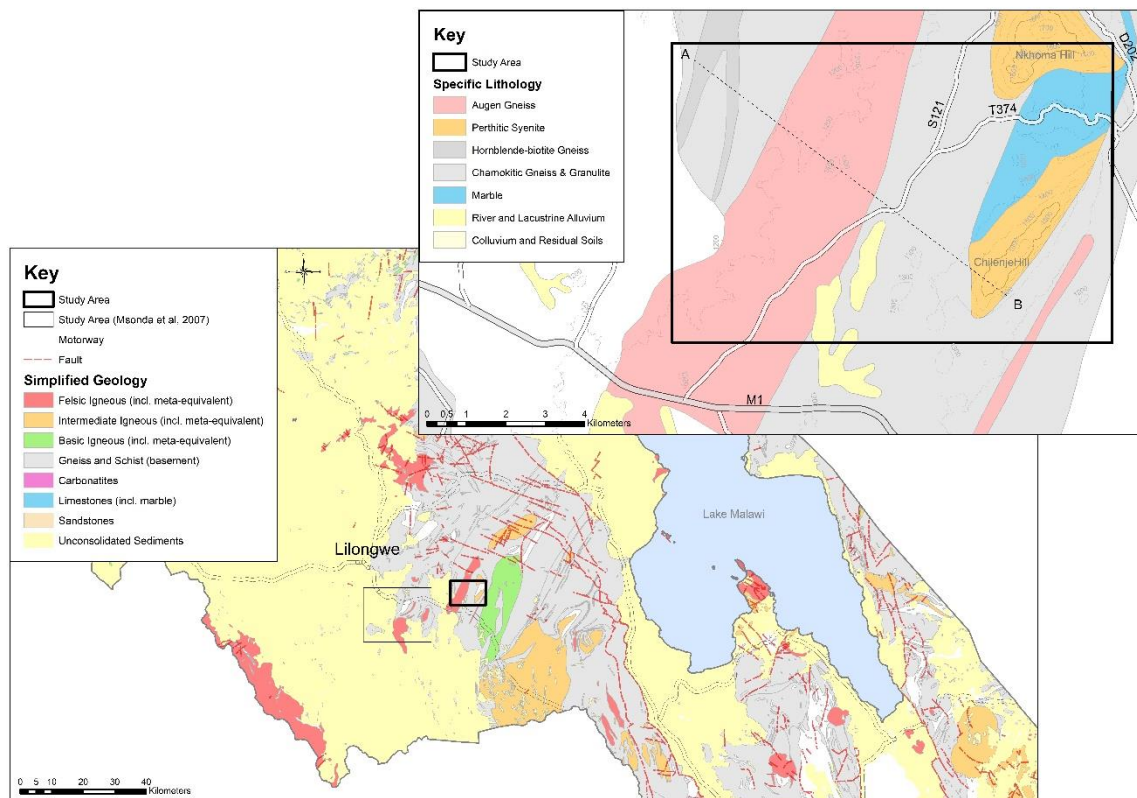 Key
Study Area
Specific Lithology
Augen Gneiss
Perthitic Syenite
Hornblende-biotite Gneiss
Charnokitic Gneiss & Granulite
Marble
River and Lacustrine Alluvium
Colluvium and Residual Soils
A
Nkhoma Hill
D202
S121
T374
Chilenje Hill
B
M1
0 0.5 1 2 3 4
Kilometers
Key
Study Area
Study Area (Msonda et al. 2007)
Motorway
Fault
Simplified Geology
Felsic Igneous (incl. meta-equivalent)
Intermediate Igneous (incl. meta-equivalent)
Basic Igneous (incl. meta-equivalent)
Gneiss and Schist (basement)
Carbonatites
Limestones (incl. marble)
Sandstones
Unconsolidated Sediments
Lilongwe
Lake Malawi
0 5 10 20 30 40
Kilometers